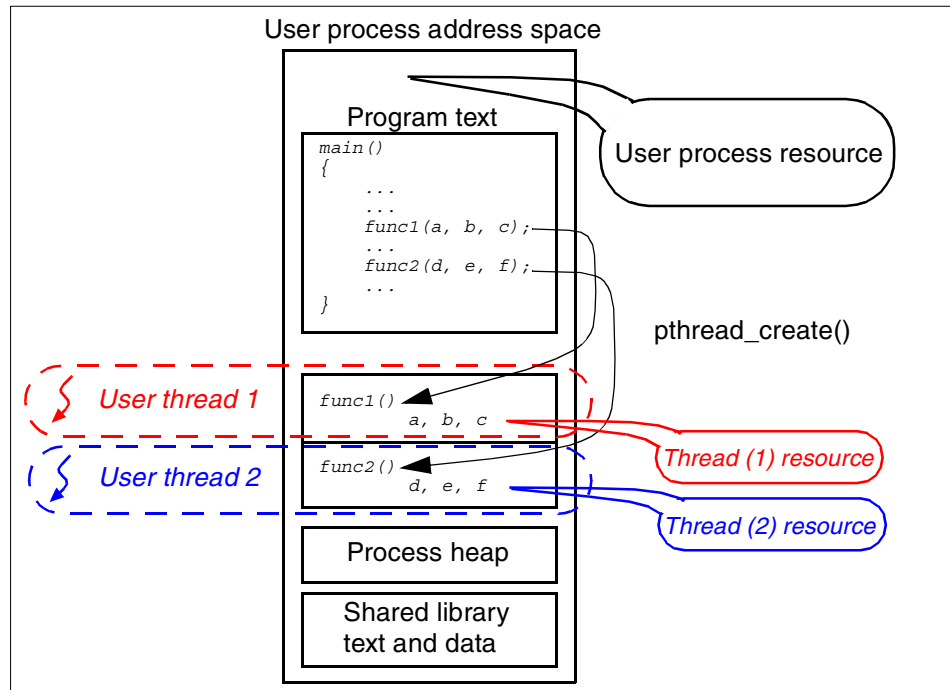 User process address space
Program text
main()
{
...
...
func1(a, b, c);
...
func2(d, e, f);
...
}
User process resource
pthread_create()
User thread 1
func1()
a, b, c
Thread (1) resource
User thread 2
func2()
d, e, f
Thread (2) resource
Process heap
Shared library
text and data